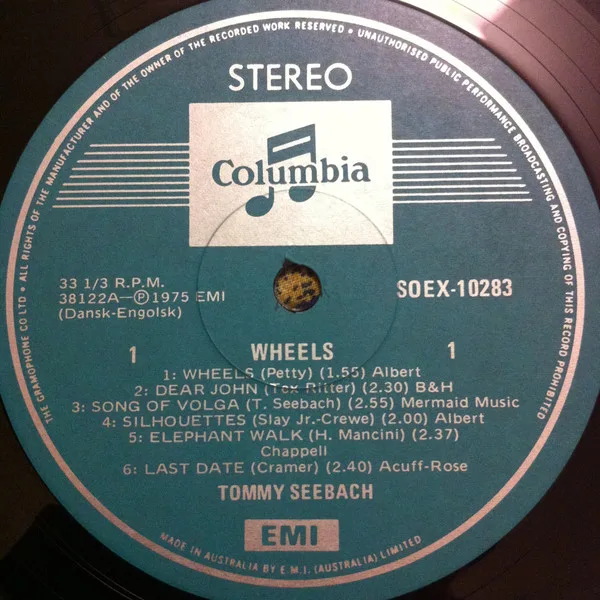 THE GRAMOPHONE CO LTD • ALL RIGHTS OF THE MANUFACTURER AND OF THE OWNER OF THE RECORDED WORK RESERVED • UNAUTHORISED PUBLIC PERFORMANCE BROADCASTING AND COPYING OF THIS RECORD PROHIBITED
STEREO
Columbia
33 1/3 R.P.M.
38122A—Ⓟ1975 EMI
(Dansk-Engolsk)
SOEX-10283
1 WHEELS 1
1: WHEELS (Petty) (1.55) Albert
2: DEAR JOHN (Tex Ritter) (2.30) B&H
3: SONG OF VOLGA (T. Seebach) (2.55) Mermaid Music
4: SILHOUETTES (Slay Jr.-Crewe) (2.00) Albert
5: ELEPHANT WALK (H. Mancini) (2.37)
Chappell
6: LAST DATE (Cramer) (2.40) Acuff-Rose
TOMMY SEEBACH
EMI
MADE IN AUSTRALIA BY E.M.I. (AUSTRALIA) LIMITED